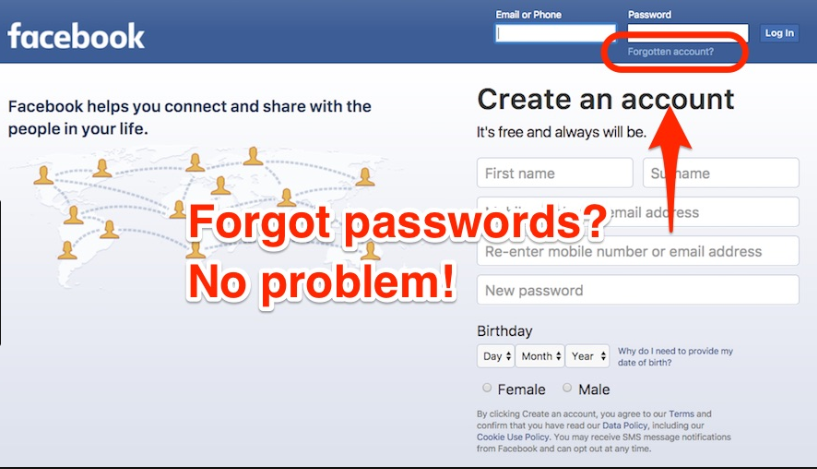 facebook
Email or Phone
Password
Log In
Forgotten account?
Facebook helps you connect and share with the
people in your life.
Create an account
It's free and always will be.
First name
Surname
email address
Re-enter mobile number or email address
New password
Forgot passwords?
No problem!
Birthday
Day Month Year
Why do I need to provide my
date of birth?
Female Male
By clicking Create an account, you agree to our Terms and
confirm that you have read our Data Policy, including our
Cookie Use Policy. You may receive SMS message notifications
from Facebook and can opt out at any time.